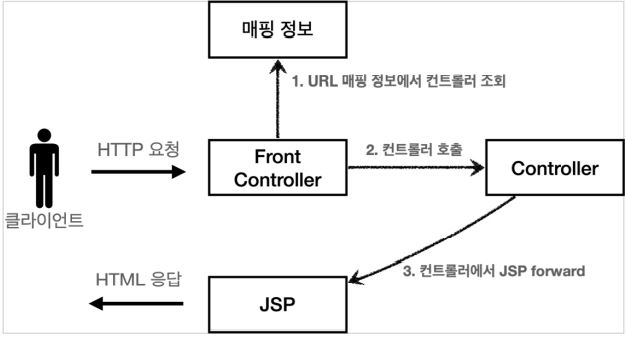 매핑 정보
1. URL 매핑 정보에서 컨트롤러 조회
HTTP 요청
Front
Controller
2. 컨트롤러 호출
Controller
클라이언트
3. 컨트롤러에서 JSP forward
HTML 응답
JSP